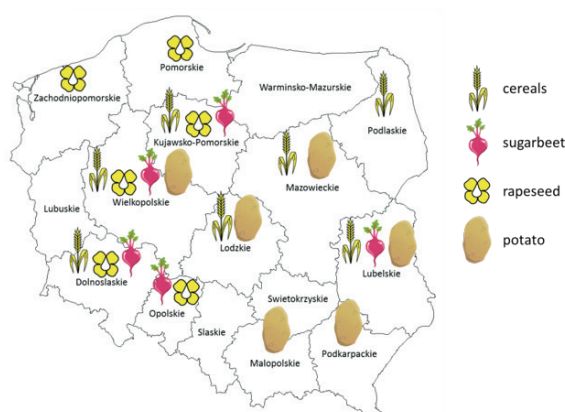 Pomorskie
Zachodniopomorskie
Warminsko-Mazurskie
Podlaskie
Kujawsko-Pomorskie
Mazowieckie
Wielkopolskie
Lubuskie
Lodzkie
Lubelskie
Dolnoslaskie
Opolskie
Slaskie
Swietokrzyskie
Malopolskie
Podkarpackie
cereals
sugarbeet
rapeseed
potato